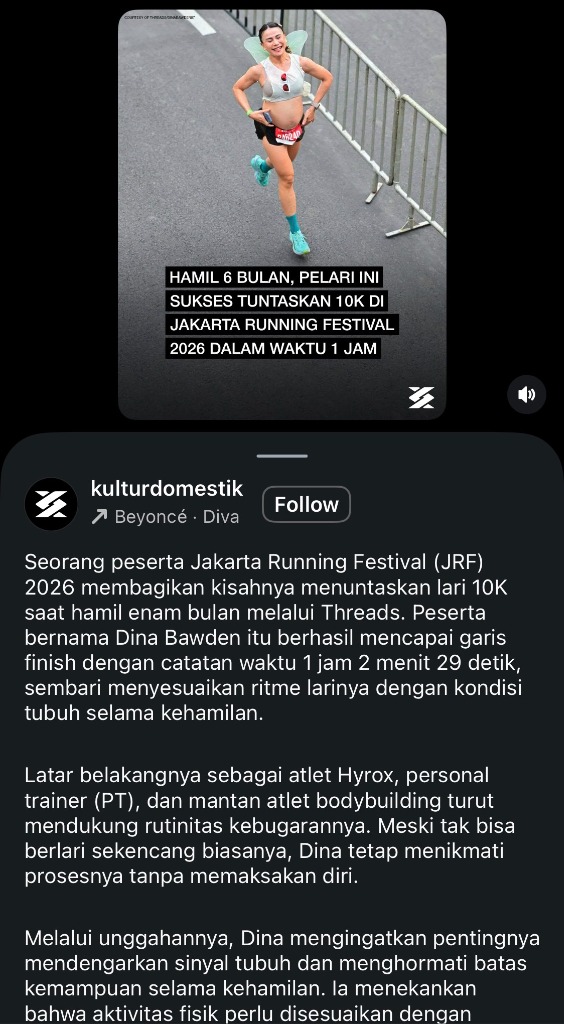 HAMIL 6 BULAN, PELARI INI
SUKSES TUNTASKAN 10K DI
JAKARTA RUNNING FESTIVAL
2026 DALAM WAKTU 1 JAM
kulturdomestik
Beyoncé · Diva
Follow
Seorang peserta Jakarta Running Festival (JRF)
2026 membagikan kisahnya menuntaskan lari 10K
saat hamil enam bulan melalui Threads. Peserta
bernama Dina Bawden itu berhasil mencapai garis
finish dengan catatan waktu 1 jam 2 menit 29 detik,
sembari menyesuaikan ritme larinya dengan kondisi
tubuh selama kehamilan.
Latar belakangnya sebagai atlet Hyrox, personal
trainer (PT), dan mantan atlet bodybuilding turut
mendukung rutinitas kebugarannya. Meski tak bisa
berlari sekencang biasanya, Dina tetap menikmati
prosesnya tanpa memaksakan diri.
Melalui unggahannya, Dina mengingatkan pentingnya
mendengarkan sinyal tubuh dan menghormati batas
kemampuan selama kehamilan. Ia menekankan
bahwa aktivitas fisik perlu disesuaikan dengan